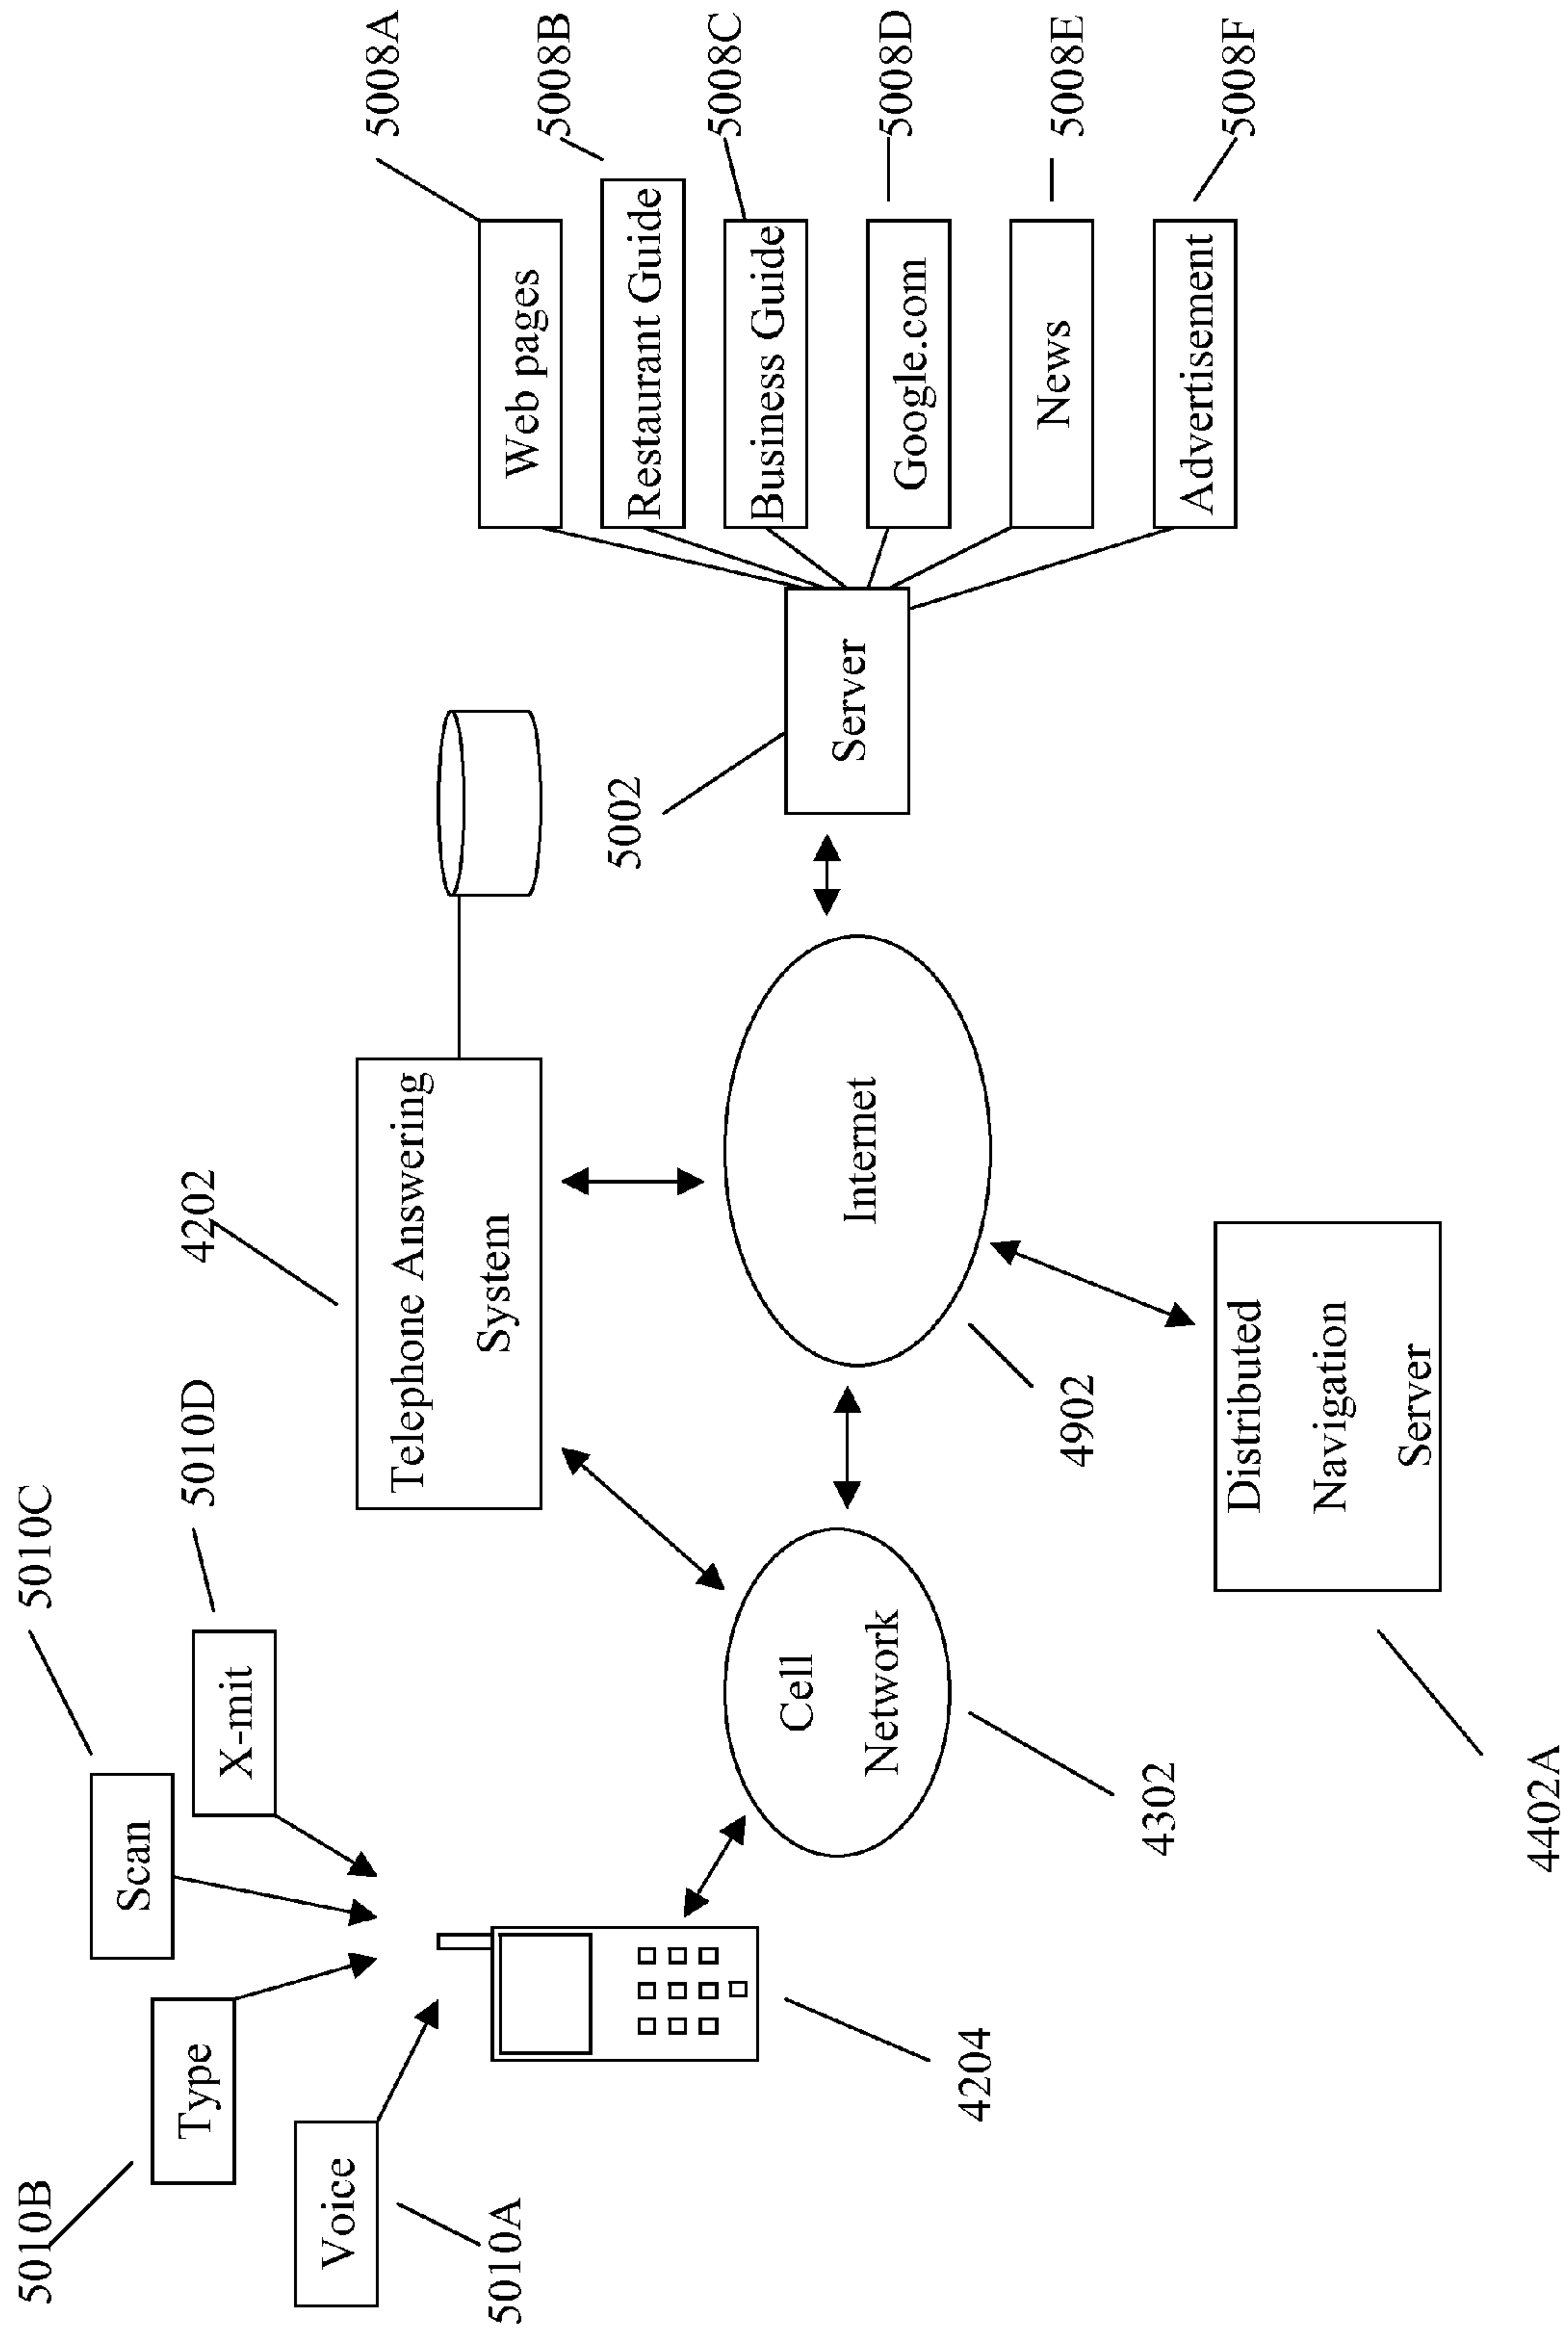 5010C
5010B
5010D
4202
Scan
Type
X-mit
Voice
5010A
Telephone Answering
System
5008A
Web pages
5008B
Restaurant Guide
5002
5008C
Business Guide
Cell
Network
Internet
Server
5008D
Google.com
4204
4302
4902
5008E
News
5008F
Advertisement
Distributed
Navigation
Server
4402A